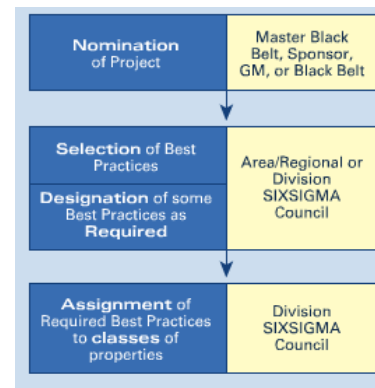 Nomination
of Project
Master Black
Belt, Sponsor,
GM, or Black Belt
Selection of Best
Practices
Designation of some
Best Practices as
Required
Area/Regional or
Division
SIXSIGMA
Council
Assignment of
Required Best Practices
to classes of
properties
Division
SIXSIGMA
Council